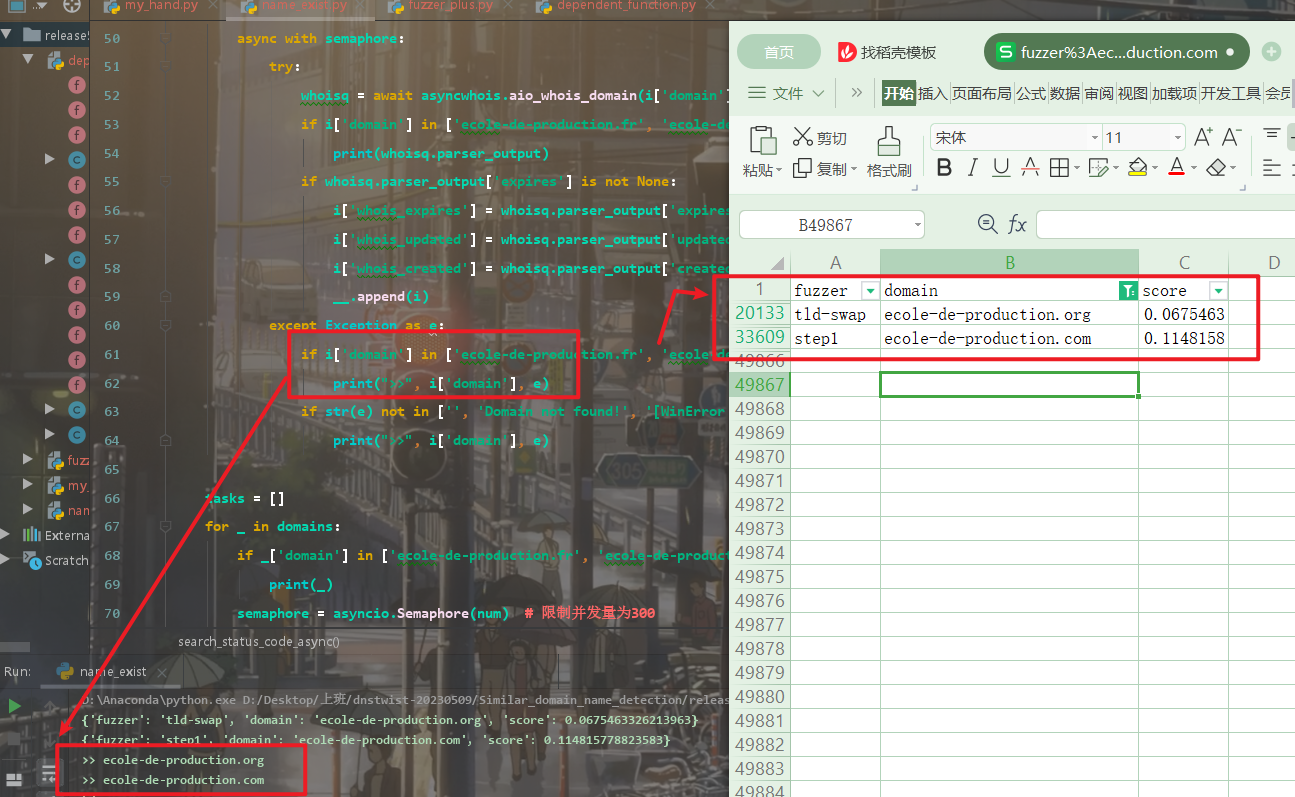 my_hand.py
name_exist.py
fuzzer_plus.py
dependent_function.py
release
50 async with semaphore:
51 try:
52 whoisq = await asyncwhois.aio_whois_domain(i['domain']
53 if i['domain'] in ['ecole-de-production.fr', 'ecole-de
54 print(whoisq.parser_output)
55 if whoisq.parser_output['expires'] is not None:
56 i['whois_expires'] = whoisq.parser_output['expires
57 i['whois_updated'] = whoisq.parser_output['updated
58 i['whois_created'] = whoisq.parser_output['created
59 __.append(i)
60 except Exception as e:
61 if i['domain'] in ['ecole-de-production.fr', 'ecole-de
62 print(">>", i['domain'], e)
63 if str(e) not in ['', 'Domain not found!', '[WinError
64 print(">>", i['domain'], e)
65
66 tasks = []
67 for _ in domains:
68 if _['domain'] in ['ecole-de-production.fr', 'ecole-de-product
69 print(_)
70 semaphore = asyncio.Semaphore(num) # 限制并发量为300
search_status_code_async()
dep
fuzz
my_
nam
Externa
Scratch
Run: name_exist
D:\Anaconda\python.exe D:/Desktop/上班/dnstwist-20230509/Similar_domain_name_detection/releas
{'fuzzer': 'tld-swap', 'domain': 'ecole-de-production.org', 'score': 0.0675463326213963}
{'fuzzer': 'step1', 'domain': 'ecole-de-production.com', 'score': 0.114815778823583}
>> ecole-de-production.org
>> ecole-de-production.com
首页
找稻壳模板
S fuzzer%3Aec...duction.com
文件 开始 插入 页面布局 公式 数据 审阅 视图 加载项 开发工具 会员
粘贴 剪切 复制 格式刷
宋体 11 A+ A-
B I U A
B49867 fx
A B C D
1 fuzzer domain score
20133 tld-swap ecole-de-production.org 0.0675463
33609 step1 ecole-de-production.com 0.1148158
49866
49867
49868
49869
49870
49871
49872
49873
49874
49875
49876
49877
49878
49879
49880
49881
49882
49883
49884